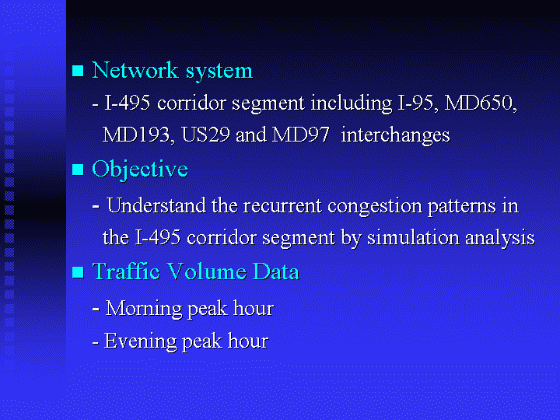 Network system
- I-495 corridor segment including I-95, MD650,
MD193, US29 and MD97 interchanges
Objective
- Understand the recurrent congestion patterns in
the I-495 corridor segment by simulation analysis
Traffic Volume Data
- Morning peak hour
- Evening peak hour